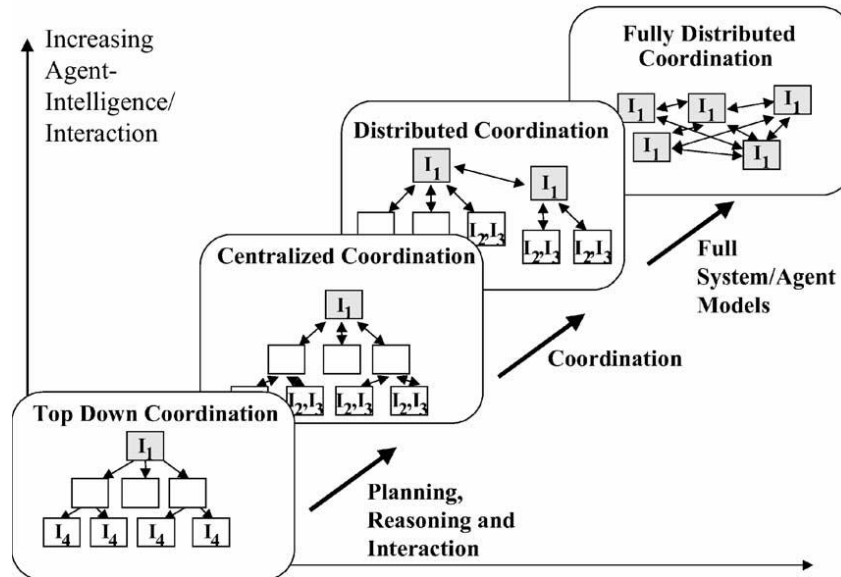 Increasing
Agent-
Intelligence/
Interaction
Fully Distributed
Coordination
I1 I1 I1
I1 I1
Distributed Coordination
I1
I1
I2,I3
I2,I3 I2,I3
Full
System/Agent
Models
Centralized Coordination
I1
I2,I3 I2,I3 I2,I3
Coordination
Top Down Coordination
I1
I4 I4 I4 I4
Planning,
Reasoning and
Interaction